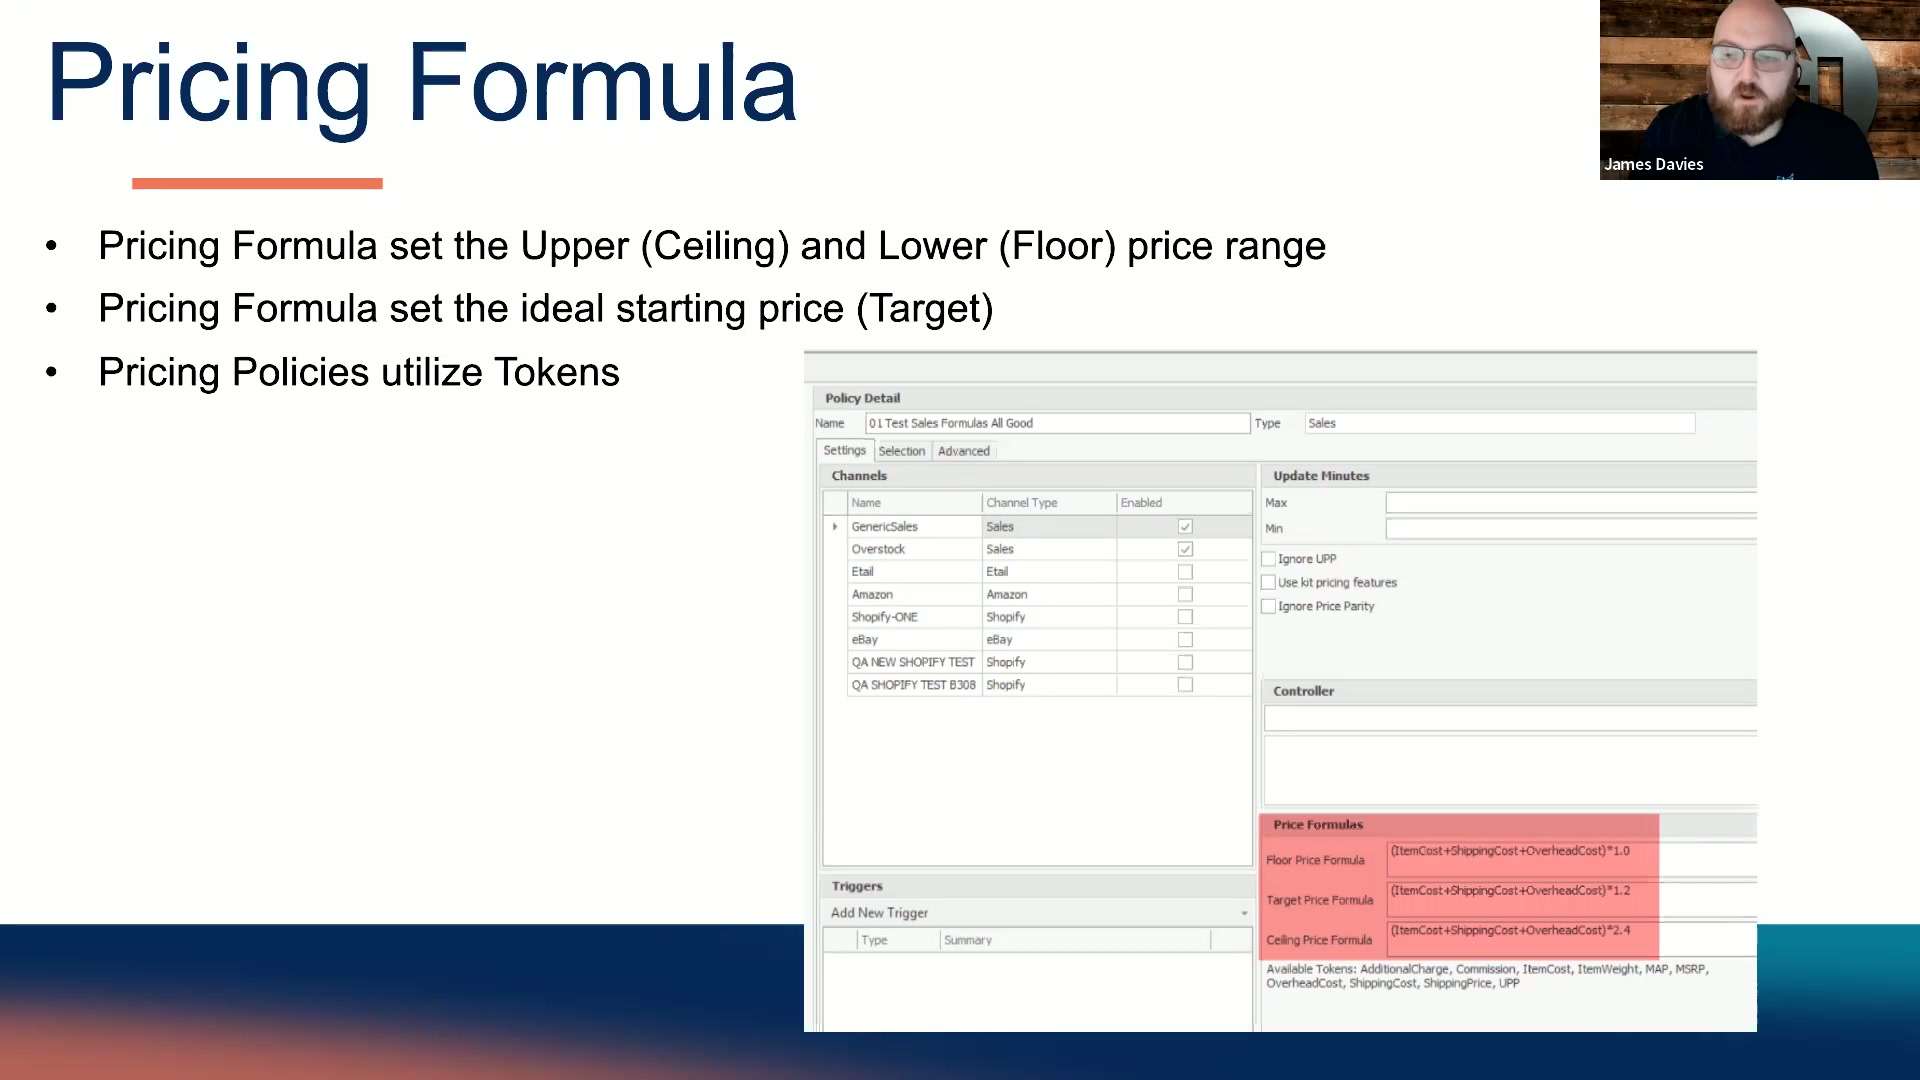 Pricing Formula
James Davies
• Pricing Formula set the Upper (Ceiling) and Lower (Floor) price range
• Pricing Formula set the ideal starting price (Target)
• Pricing Policies utilize Tokens
Policy Detail
Name 01 Test Sales Formulas All Good Type Sales
Settings Selection Advanced
Channels
Name Channel Type Enabled
GenericSales Sales
Overstock Sales
Etail Etail
Amazon Amazon
Shopify-ONE Shopify
eBay eBay
QA NEW SHOPIFY TEST Shopify
QA SHOPIFY TEST B308 Shopify
Triggers
Add New Trigger
Type Summary
Update Minutes
Max
Min
Ignore UPP
Use kit pricing features
Ignore Price Parity
Controller
Price Formulas
Floor Price Formula (ItemCost+ShippingCost+OverheadCost)*1.0
Target Price Formula (ItemCost+ShippingCost+OverheadCost)*1.2
Ceiling Price Formula (ItemCost+ShippingCost+OverheadCost)*2.4
Available Tokens: AdditionalCharge, Commission, ItemCost, ItemWeight, MAP, MSRP,
OverheadCost, ShippingCost, ShippingPrice, UPP